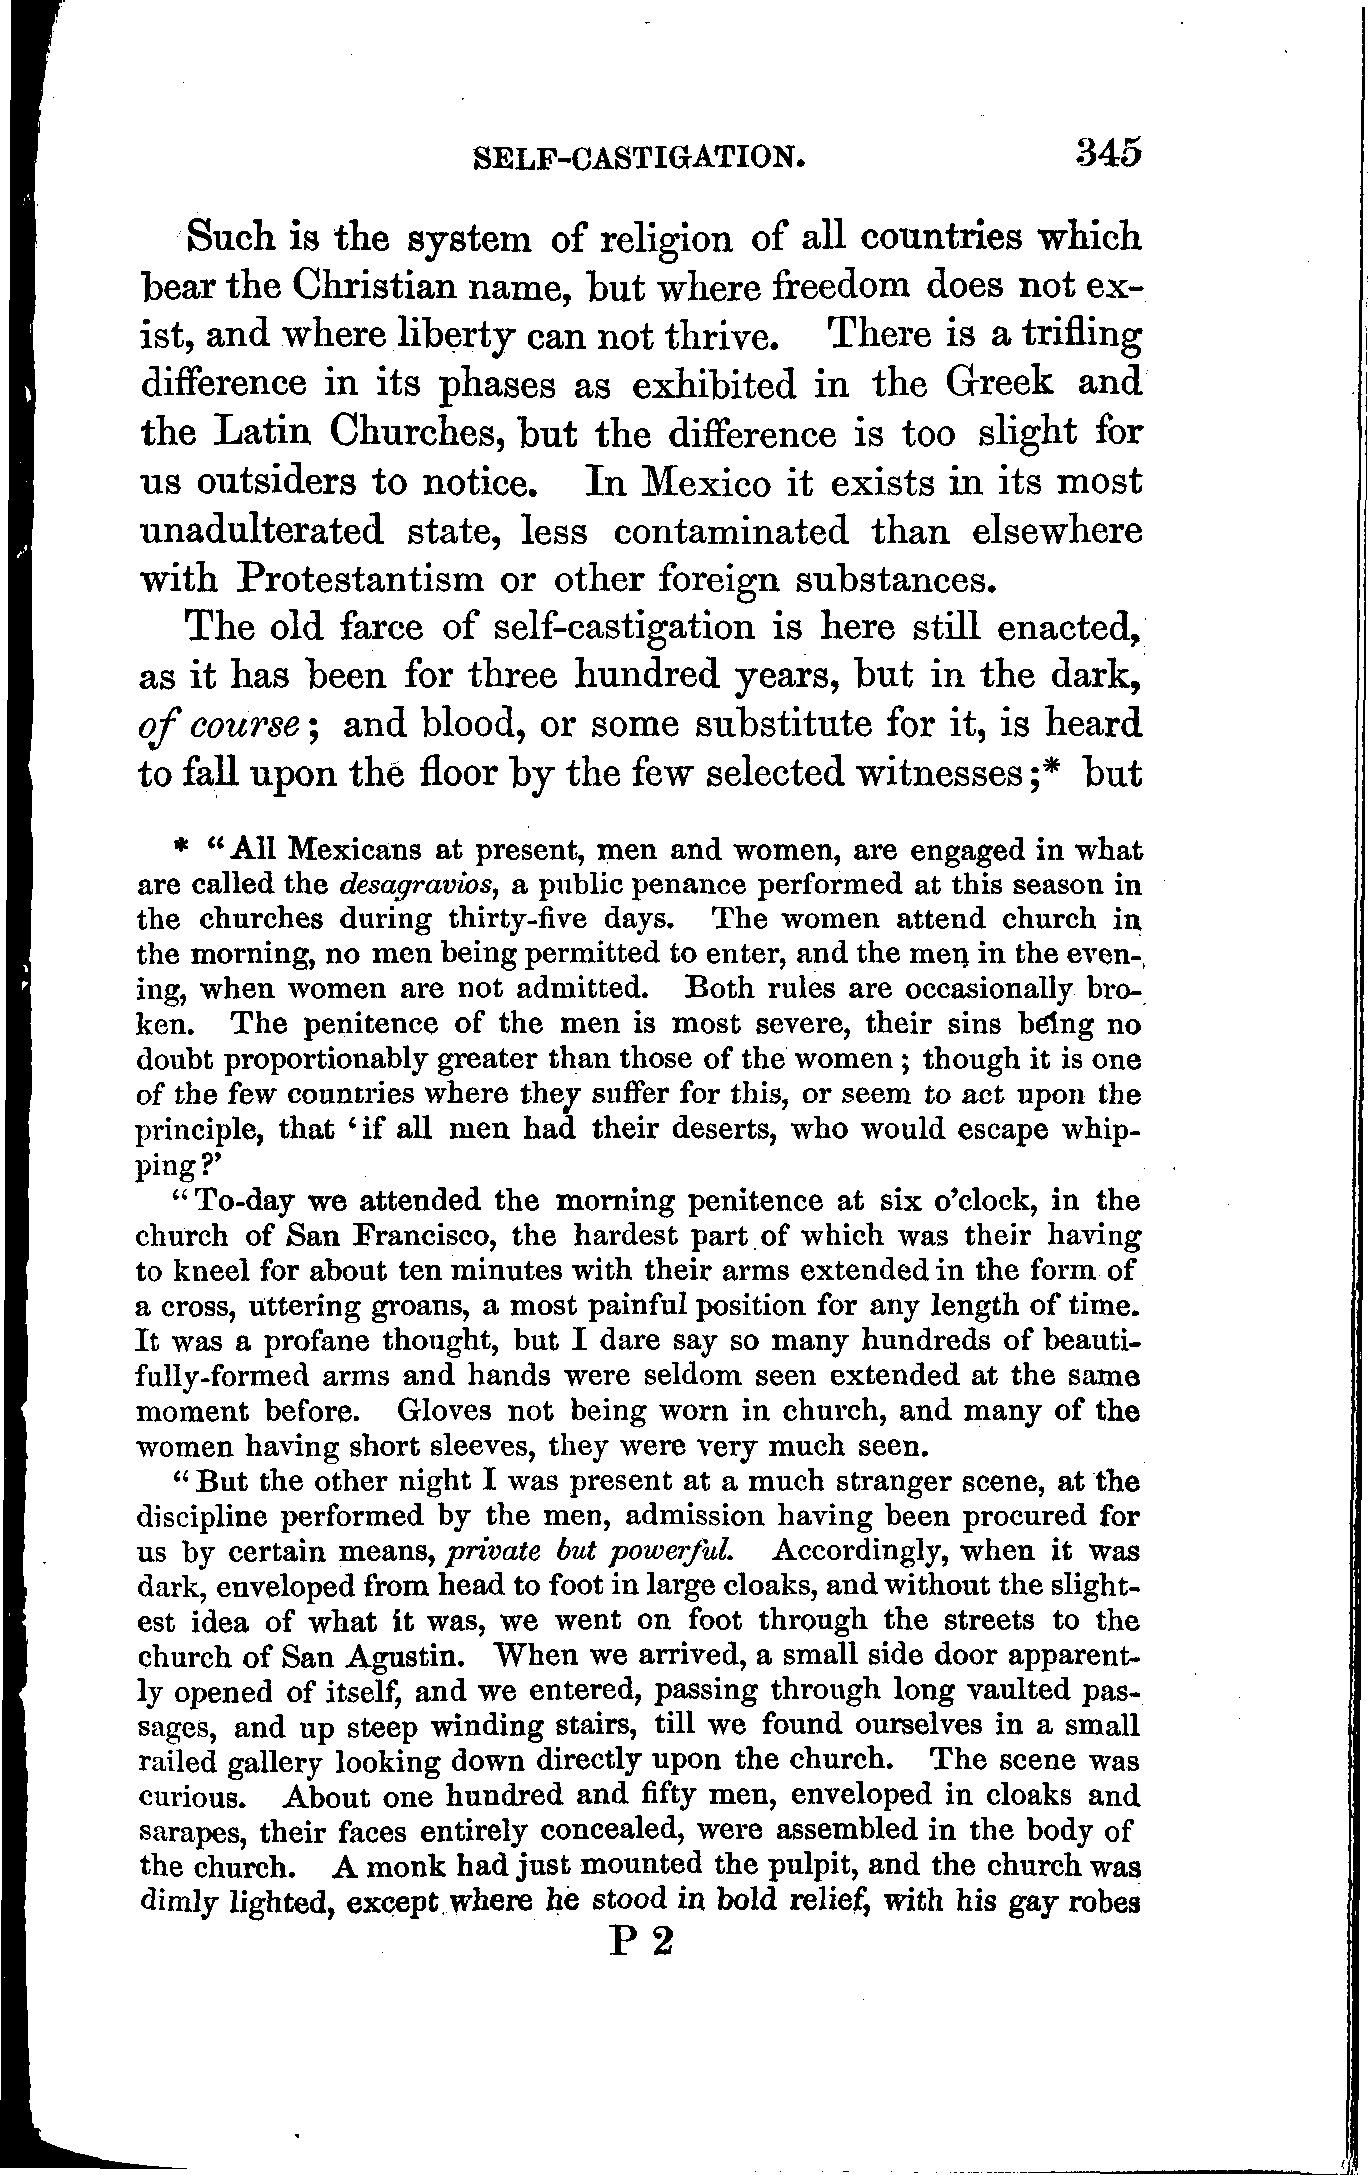 SELF-CASTIGATION. 345
Such is the system of religion of all countries which
bear the Christian name, but where freedom does not ex-
ist, and where liberty can not thrive. There is a trifling
difference in its phases as exhibited in the Greek and
the Latin Churches, but the difference is too slight for
us outsiders to notice. In Mexico it exists in its most
unadulterated state, less contaminated than elsewhere
with Protestantism or other foreign substances.
The old farce of self-castigation is here still enacted,
as it has been for three hundred years, but in the dark,
of course; and blood, or some substitute for it, is heard
to fall upon the floor by the few selected witnesses;* but
* "All Mexicans at present, men and women, are engaged in what
are called the desagravios, a public penance performed at this season in
the churches during thirty-five days. The women attend church in
the morning, no men being permitted to enter, and the men in the even-
ing, when women are not admitted. Both rules are occasionally bro-
ken. The penitence of the men is most severe, their sins being no
doubt proportionably greater than those of the women; though it is one
of the few countries where they suffer for this, or seem to act upon the
principle, that 'if all men had their deserts, who would escape whip-
ping?'
"To-day we attended the morning penitence at six o'clock, in the
church of San Francisco, the hardest part of which was their having
to kneel for about ten minutes with their arms extended in the form of
a cross, uttering groans, a most painful position for any length of time.
It was a profane thought, but I dare say so many hundreds of beauti-
fully-formed arms and hands were seldom seen extended at the same
moment before. Gloves not being worn in church, and many of the
women having short sleeves, they were very much seen.
"But the other night I was present at a much stranger scene, at the
discipline performed by the men, admission having been procured for
us by certain means, private but powerful. Accordingly, when it was
dark, enveloped from head to foot in large cloaks, and without the slight-
est idea of what it was, we went on foot through the streets to the
church of San Agustin. When we arrived, a small side door apparent-
ly opened of itself, and we entered, passing through long vaulted pas-
sages, and up steep winding stairs, till we found ourselves in a small
railed gallery looking down directly upon the church. The scene was
curious. About one hundred and fifty men, enveloped in cloaks and
sarapes, their faces entirely concealed, were assembled in the body of
the church. A monk had just mounted the pulpit, and the church was
dimly lighted, except where he stood in bold relief, with his gay robes
P 2